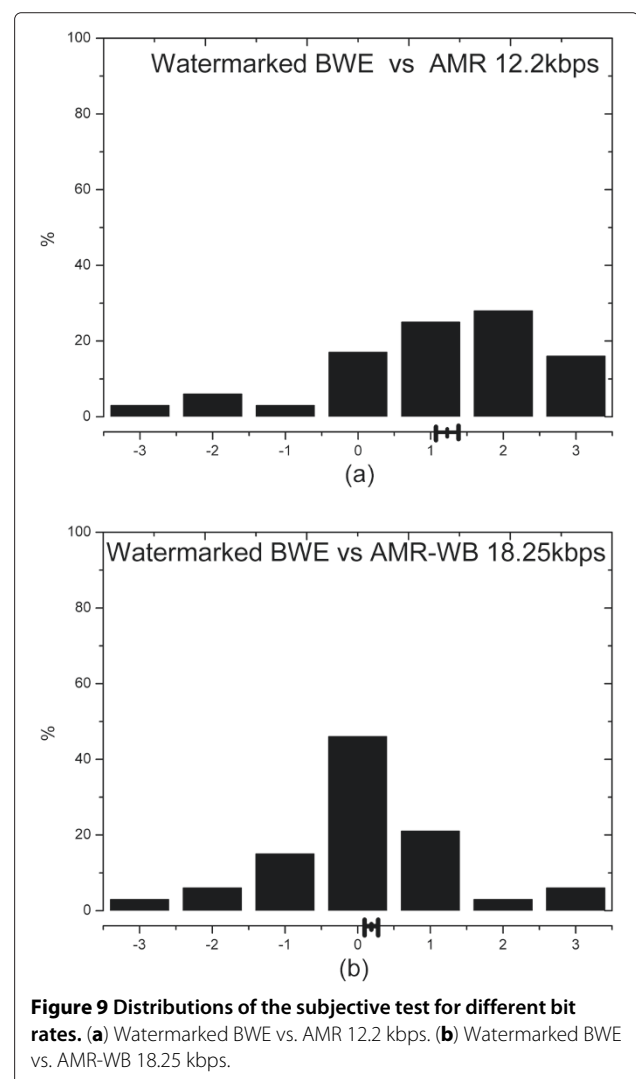 100
80
60
40
20
0
%
Watermarked BWE vs AMR 12.2kbps
-3 -2 -1 0 1 2 3
(a)
100
80
60
40
20
0
%
Watermarked BWE vs AMR-WB 18.25kbps
-3 -2 -1 0 1 2 3
(b)
Figure 9 Distributions of the subjective test for different bit
rates. (a) Watermarked BWE vs. AMR 12.2 kbps. (b) Watermarked BWE
vs. AMR-WB 18.25 kbps.